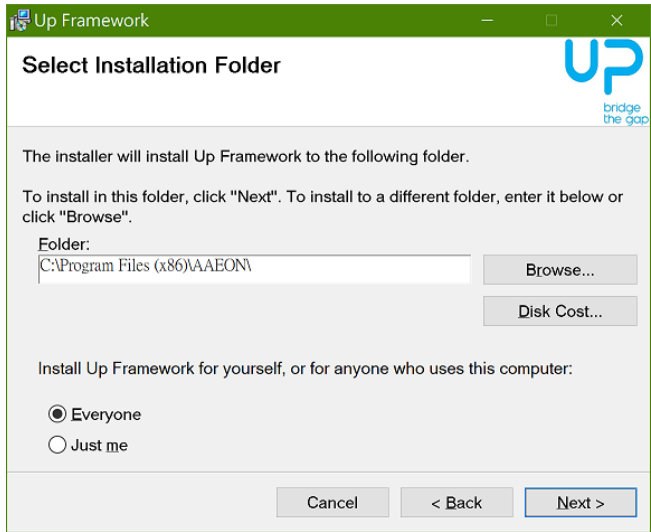 Up Framework
Select Installation Folder
UP
bridge
the gap
The installer will install Up Framework to the following folder.
To install in this folder, click "Next". To install to a different folder, enter it below or
click "Browse".
Folder:
C:\Program Files (x86)\AAEON\
Browse...
Disk Cost...
Install Up Framework for yourself, or for anyone who uses this computer:
Everyone
Just me
Cancel
< Back
Next >